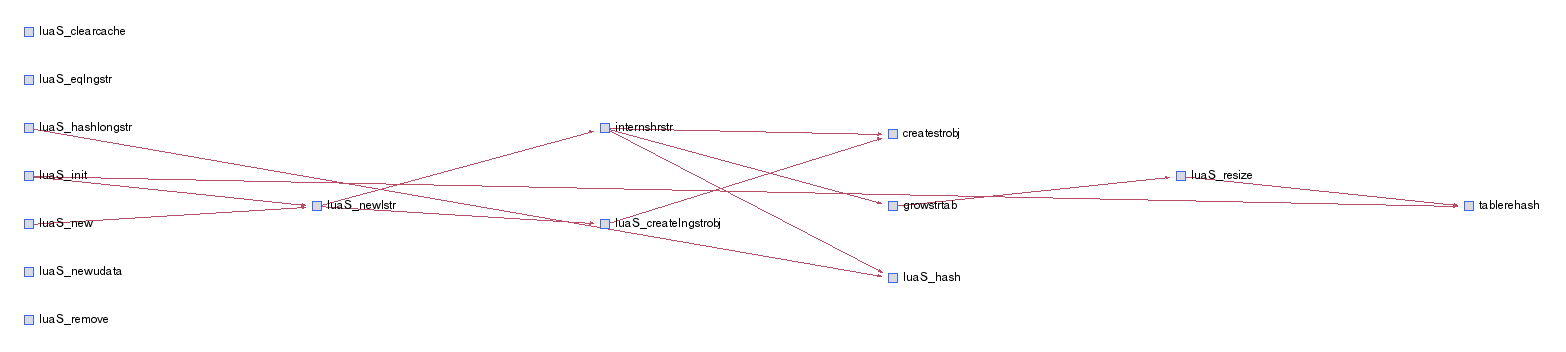 luaS_clearcache
luaS_eqlngstr
luaS_hashlongstr
luaS_init
luaS_new
luaS_newudata
luaS_remove
luaS_newlstr
internshrstr
luaS_createlngstrobj
createstrobj
growstrtab
luaS_hash
luaS_resize
tablerehash